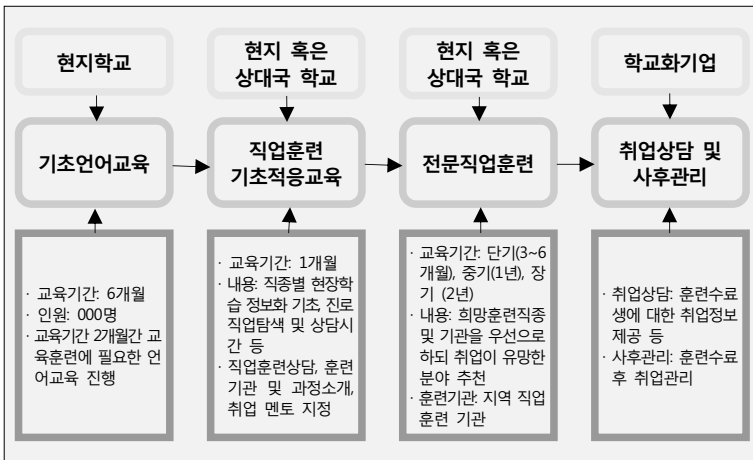 현지학교
현지 혹은
상대국 학교
현지 혹은
상대국 학교
학교화기업
기초언어교육
직업훈련
기초적응교육
전문직업훈련
취업상담 및
사후관리
· 교육기간: 6개월
· 인원: 000명
· 교육기간 2개월간 교
육훈련에 필요한 언
어교육 진행
· 교육기간: 1개월
· 내용: 직종별 현장학
습 정보화 기초, 진로
직업탐색 및 상담시
간 등
· 직업훈련상담, 훈련
기관 및 과정소개,
취업 멘토 지정
· 교육기간: 단기(3~6
개월), 중기(1년), 장
기 (2년)
· 내용: 희망훈련직종
및 기관을 우선으로
하되 취업이 유망한
분야 추천
· 훈련기관: 지역 직업
훈련 기관
· 취업상담: 훈련수료
생에 대한 취업정보
제공 등
· 사후관리: 훈련수료
후 취업관리